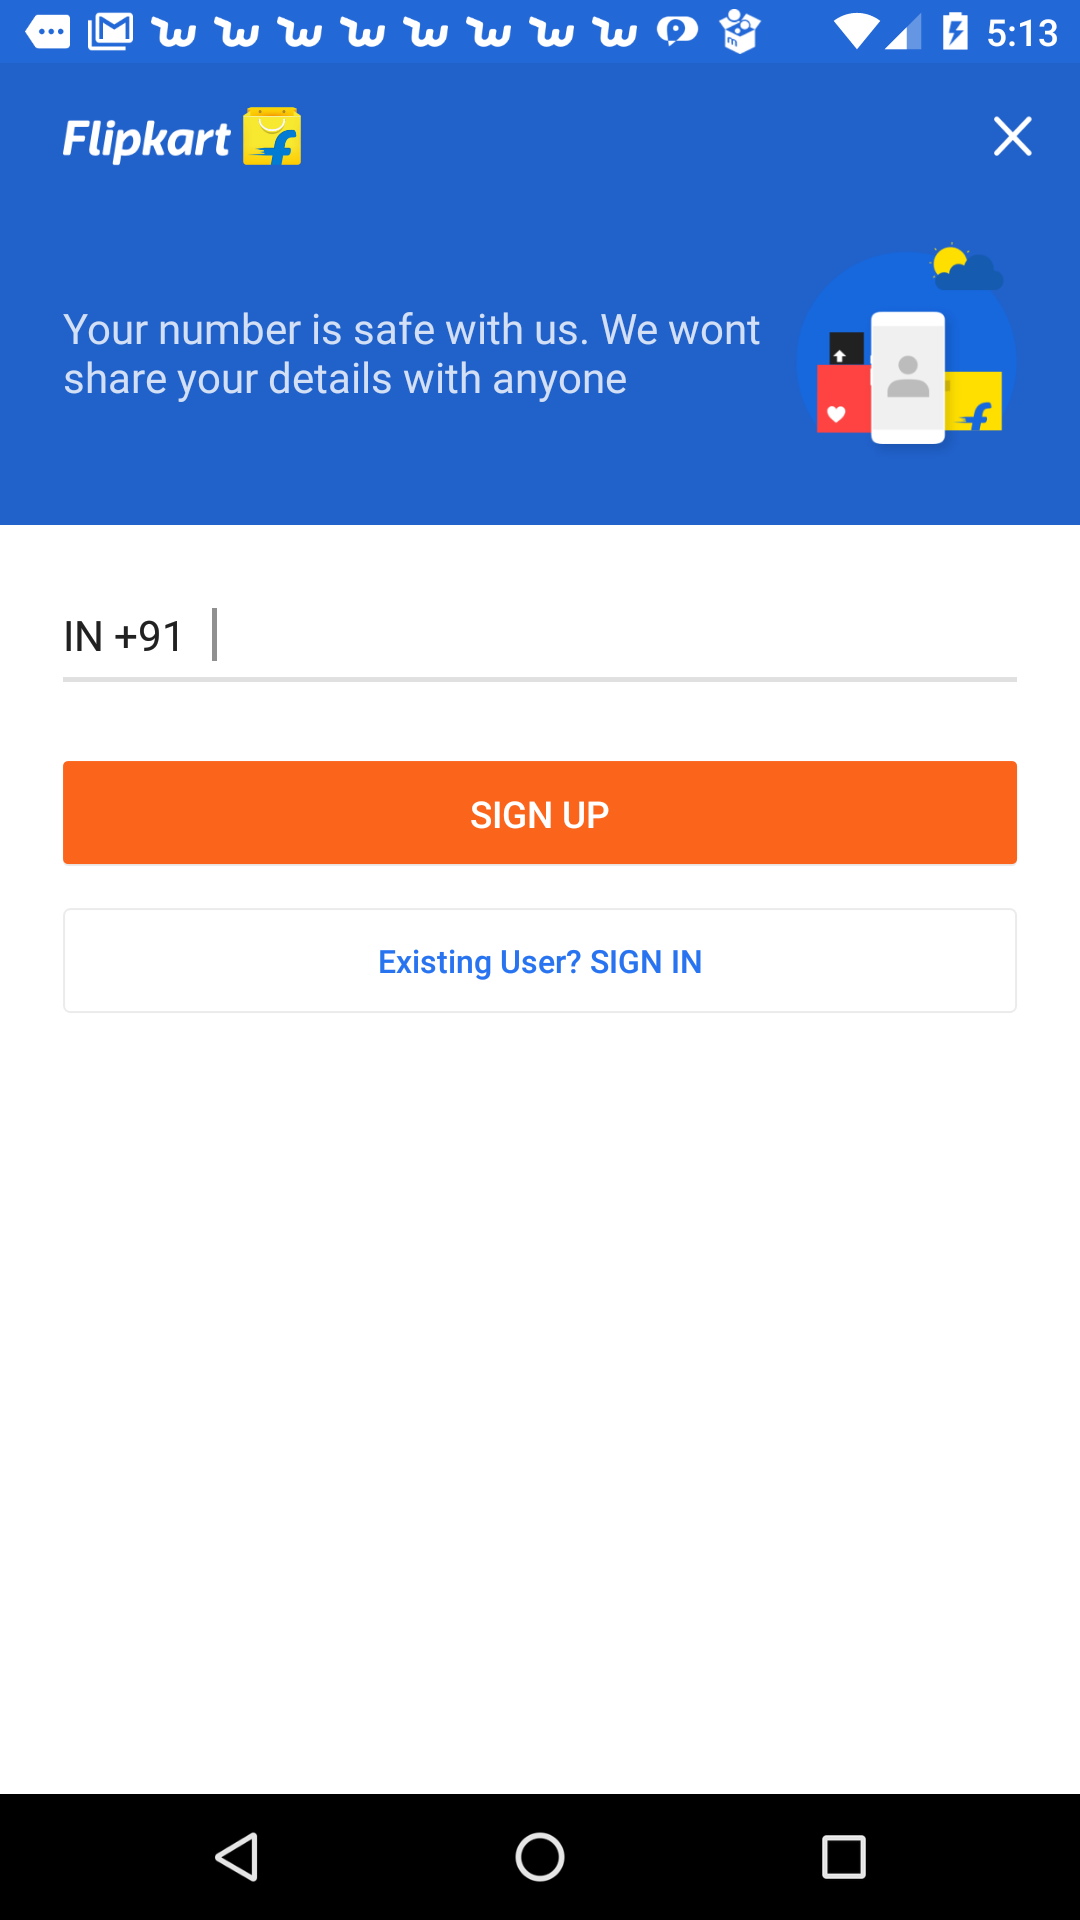 5:13
Flipkart
Your number is safe with us. We wont
share your details with anyone
IN +91
SIGN UP
Existing User? SIGN IN